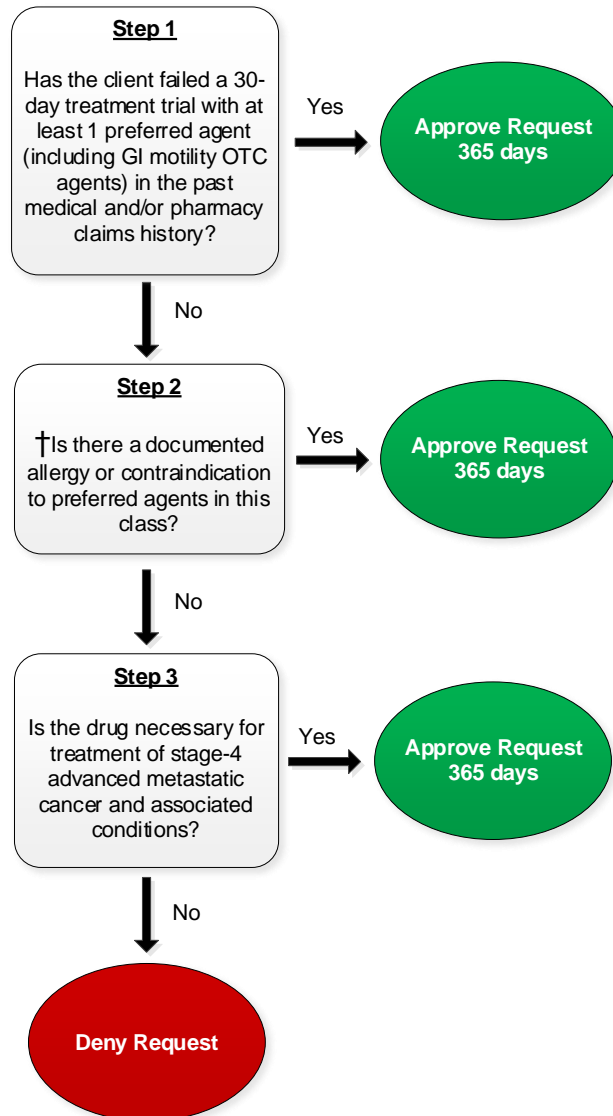 Step 1
Has the client failed a 30-
day treatment trial with at
least 1 preferred agent
(including GI motility OTC
agents) in the past
medical and/or pharmacy
claims history?
Yes
Approve Request
365 days
No
Step 2
†Is there a documented
allergy or contraindication
to preferred agents in this
class?
Yes
Approve Request
365 days
No
Step 3
Is the drug necessary for
treatment of stage-4
advanced metastatic
cancer and associated
conditions?
Yes
Approve Request
365 days
No
Deny Request